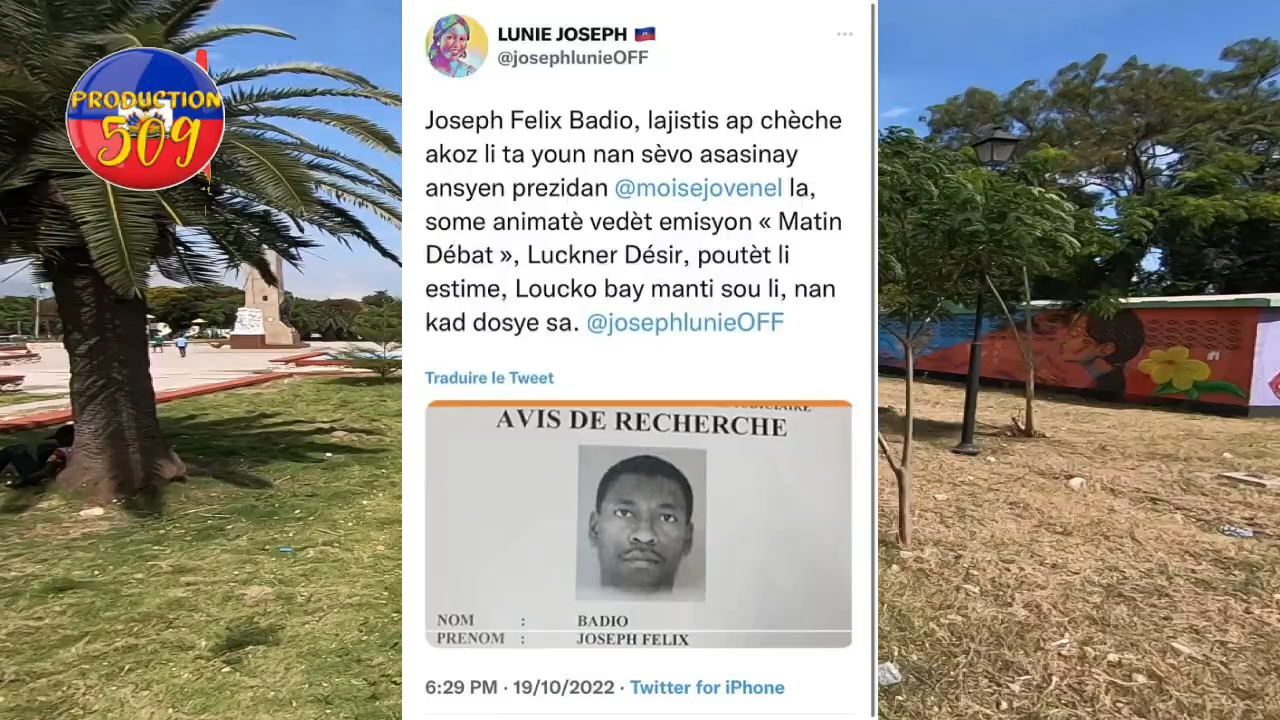 PRODUCTION
509
LUNIE JOSEPH
@josephlunieOFF
Joseph Felix Badio, lajistis ap chèche
akoz li ta youn nan sèvo asasinay
ansyen prezidan @moisejovenel la,
some animatè vedèt emisyon « Matin
Débat », Luckner Désir, poutèt li
estime, Loucko bay manti sou li, nan
kad dosye sa. @josephlunieOFF
Traduire le Tweet
AVIS DE RECHERCHE
NOM : BADIO
PRENOM : JOSEPH FELIX
6:29 PM · 19/10/2022 · Twitter for iPhone